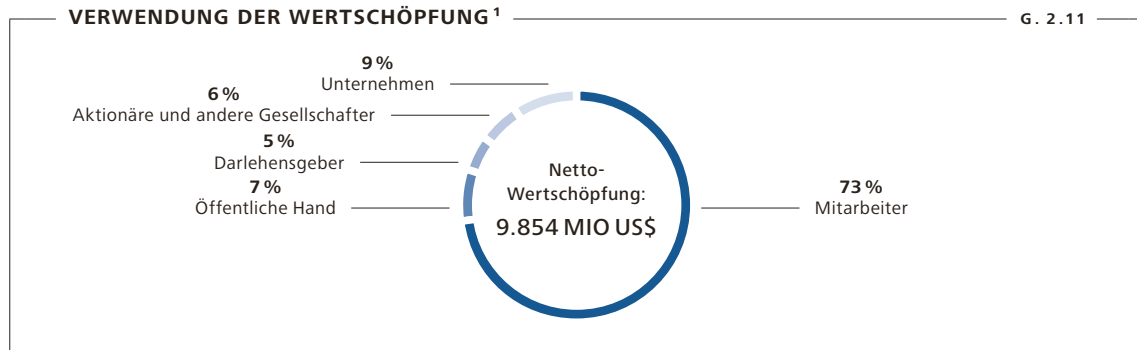 VERWENDUNG DER WERTSCHÖPFUNG¹
G. 2.11
9 %
Unternehmen
6 %
Aktionäre und andere Gesellschafter
5 %
Darlehensgeber
7 %
Öffentliche Hand
Netto-
Wertschöpfung:
9.854 MIO US$
73 %
Mitarbeiter